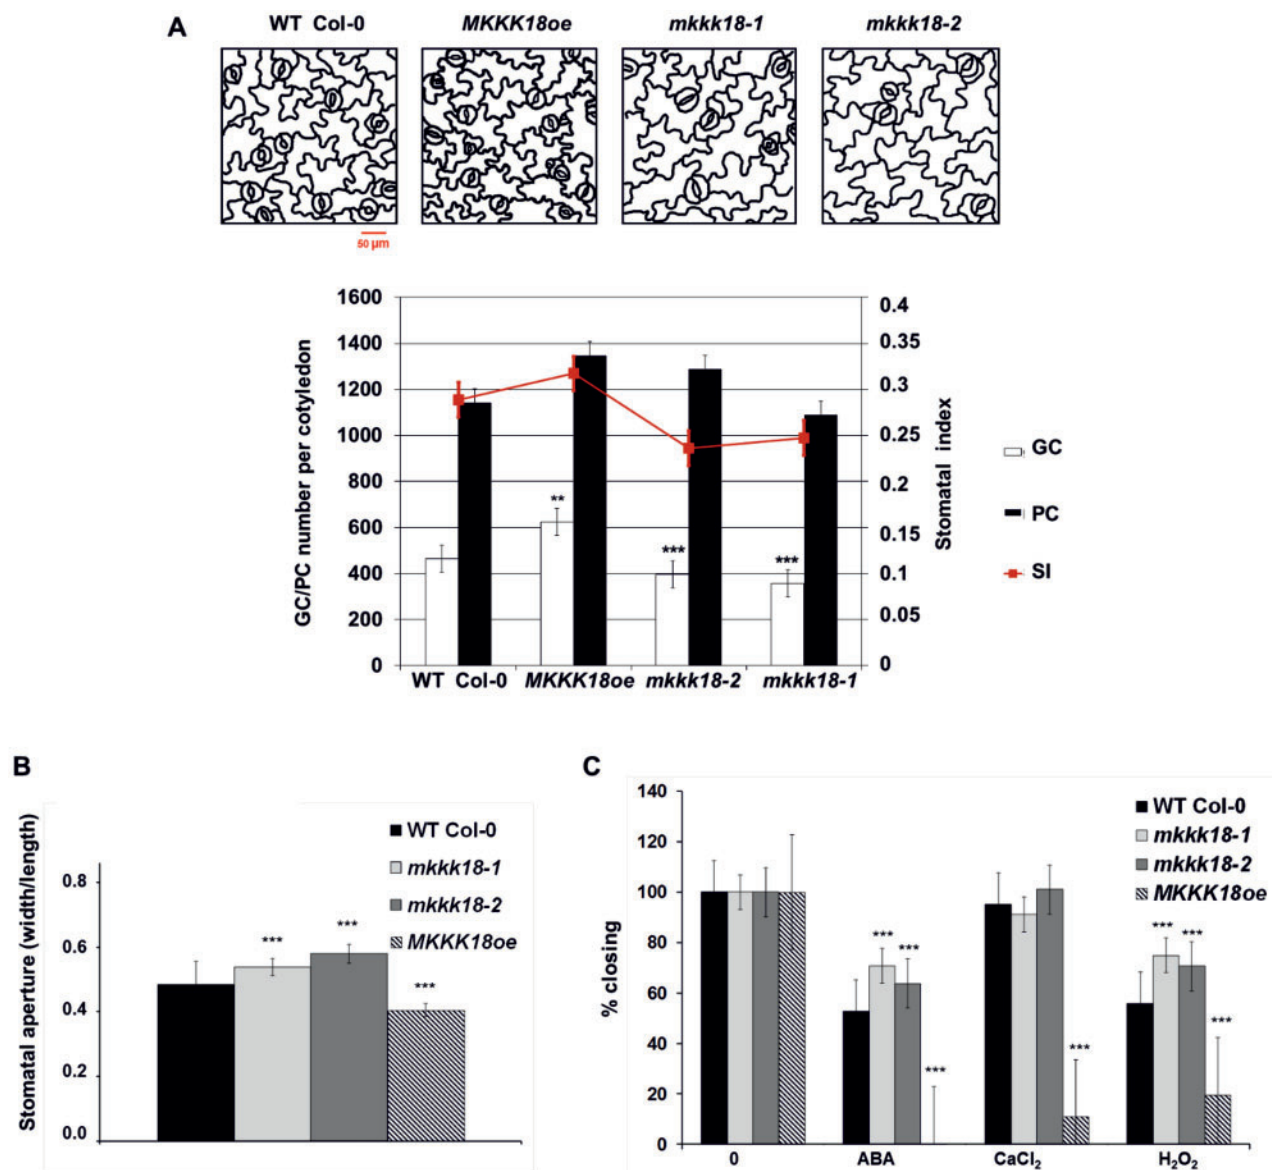 A
WT Col-0 MKKK18oe mkkk18-1 mkkk18-2
50 µm
1600
1400
1200
1000
800
600
400
200
0
GC/PC number per cotyledon
** *** ***
0.4
0.35
0.3
0.25
0.2
0.15
0.1
0.05
0
Stomatal index
GC
PC
SI
WT Col-0 MKKK18oe mkkk18-2 mkkk18-1
B
Stomatal aperture (width/length)
0.8
0.6
0.4
0.2
0.0
WT Col-0
mkkk18-1
mkkk18-2
MKKK18oe
*** *** ***
C
% closing
140
120
100
80
60
40
20
0
WT Col-0
mkkk18-1
mkkk18-2
MKKK18oe
*** *** *** *** *** *** ***
0 ABA CaCl₂ H₂O₂